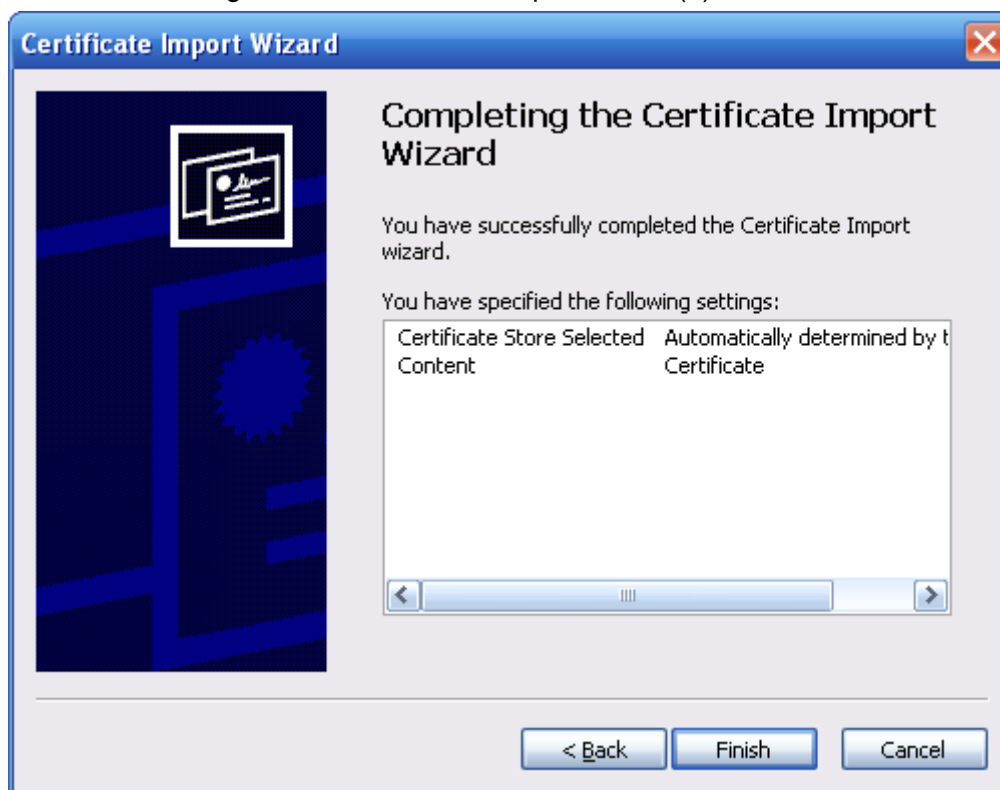 Certificate Import Wizard
Completing the Certificate Import
Wizard
You have successfully completed the Certificate Import
wizard.
You have specified the following settings:
Certificate Store Selected Automatically determined by t
Content Certificate
< Back Finish Cancel